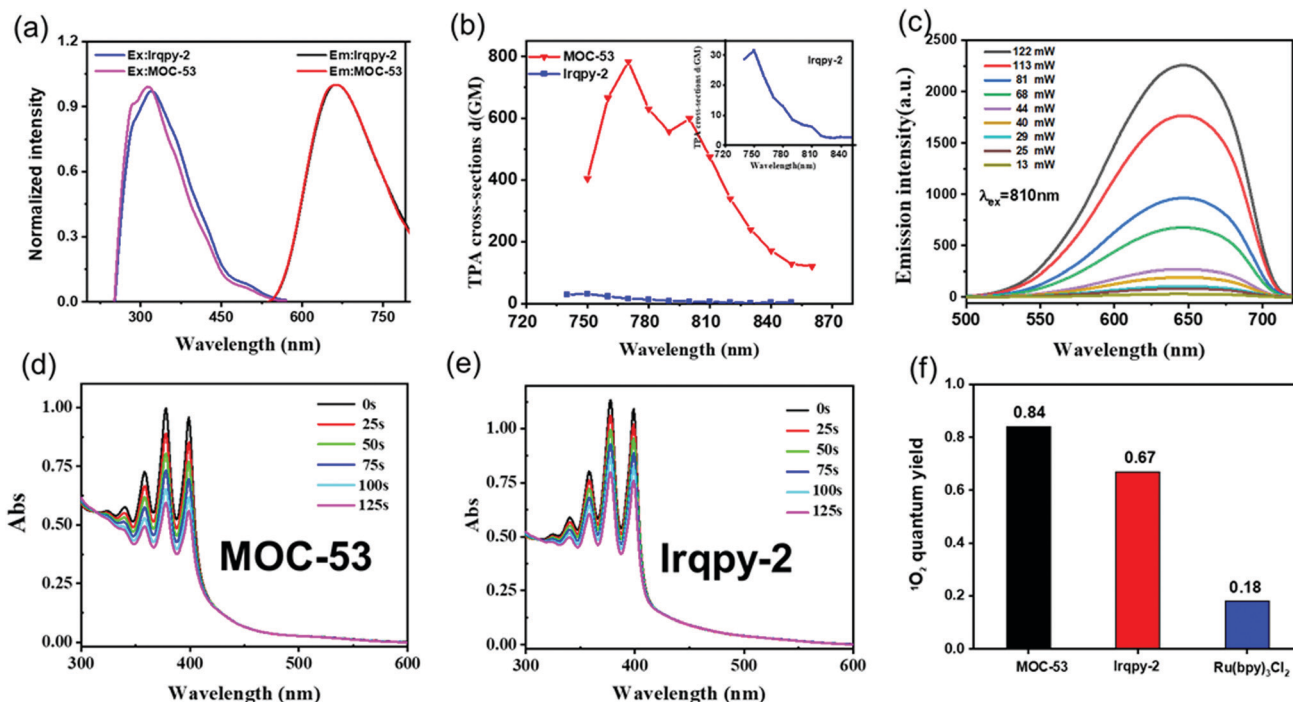 (a)
Ex:Irqpy-2
Em:Irqpy-2
Ex:MOC-53
Em:MOC-53
1.2
0.9
0.6
0.3
0.0
Normalized intensity
300
450
600
750
Wavelength (nm)
(b)
MOC-53
Irqpy-2
1000
800
600
400
200
0
TPA cross-sections d(GM)
720
750
780
810
840
870
Wavelength (nm)
Irqpy-2
30
20
10
0
TPA cross-sections d(GM)
720
750
780
810
840
Wavelength(nm)
(c)
122 mW
113 mW
81 mW
68 mW
44 mW
40 mW
29 mW
25 mW
13 mW
λex=810nm
2500
2250
2000
1750
1500
1250
1000
750
500
250
0
Emission intensity(a.u.)
500
550
600
650
700
Wavelength (nm)
(d)
0s
25s
50s
75s
100s
125s
MOC-53
1.00
0.75
0.50
0.25
0.00
Abs
300
400
500
600
Wavelength (nm)
(e)
0s
25s
50s
75s
100s
125s
Irqpy-2
1.00
0.75
0.50
0.25
0.00
Abs
300
400
500
600
Wavelength (nm)
(f)
1.0
0.8
0.6
0.4
0.2
0.0
¹O₂ quantum yield
0.84
0.67
0.18
MOC-53
Irqpy-2
Ru(bpy)₃Cl₂